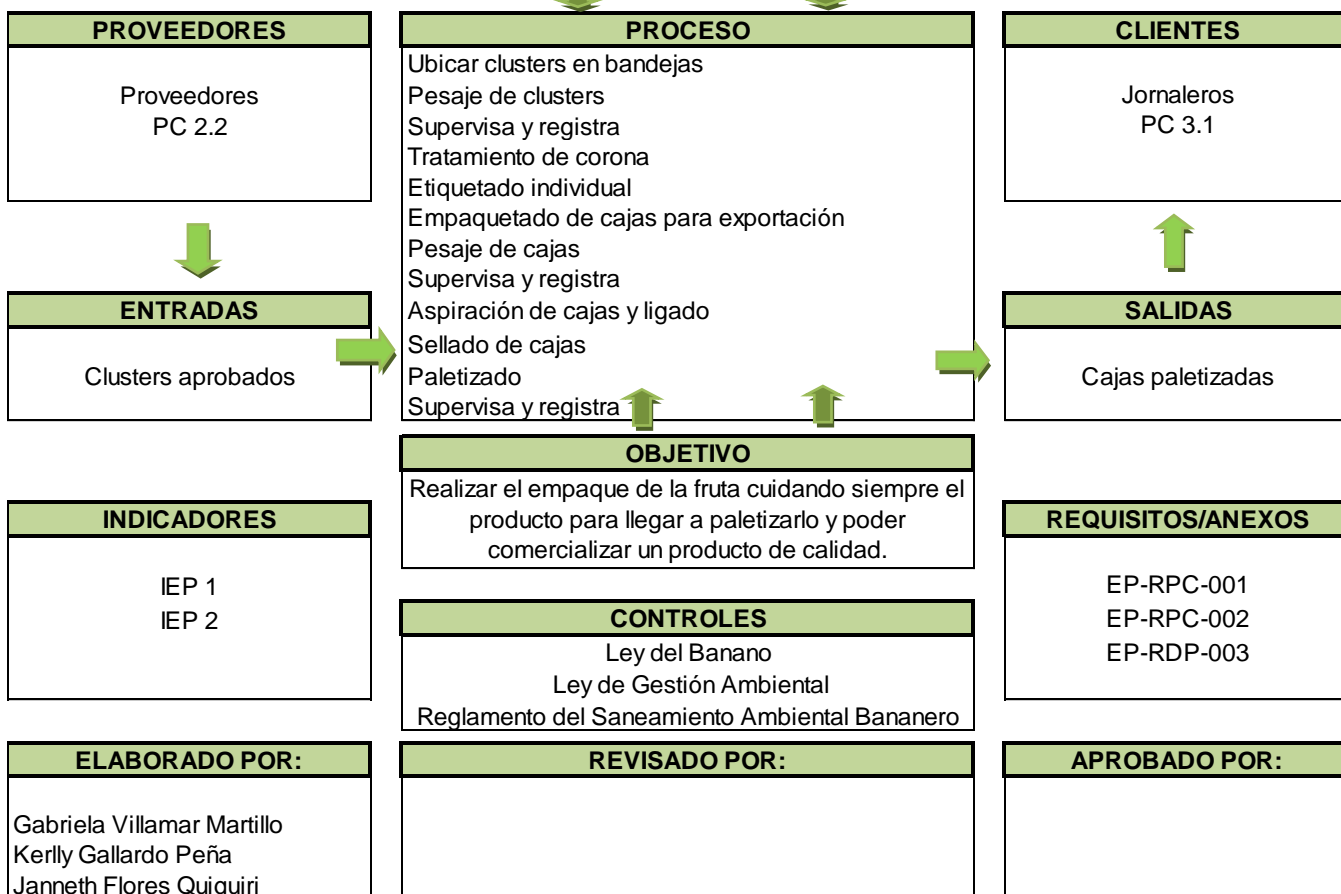 PROVEEDORES
Proveedores
PC 2.2
PROCESO
Ubicar clusters en bandejas
Pesaje de clusters
Supervisa y registra
Tratamiento de corona
Etiquetado individual
Empaquetado de cajas para exportación
Pesaje de cajas
Supervisa y registra
Aspiración de cajas y ligado
Sellado de cajas
Paletizado
Supervisa y registra
CLIENTES
Jornaleros
PC 3.1
ENTRADAS
Clusters aprobados
SALIDAS
Cajas paletizadas
OBJETIVO
Realizar el empaque de la fruta cuidando siempre el
producto para llegar a paletizarlo y poder
comercializar un producto de calidad.
INDICADORES
IEP 1
IEP 2
CONTROLES
Ley del Banano
Ley de Gestión Ambiental
Reglamento del Saneamiento Ambiental Bananero
REQUISITOS/ANEXOS
EP-RPC-001
EP-RPC-002
EP-RDP-003
ELABORADO POR:
Gabriela Villamar Martillo
Kerlly Gallardo Peña
Janneth Flores Quiquiri
REVISADO POR:
APROBADO POR: